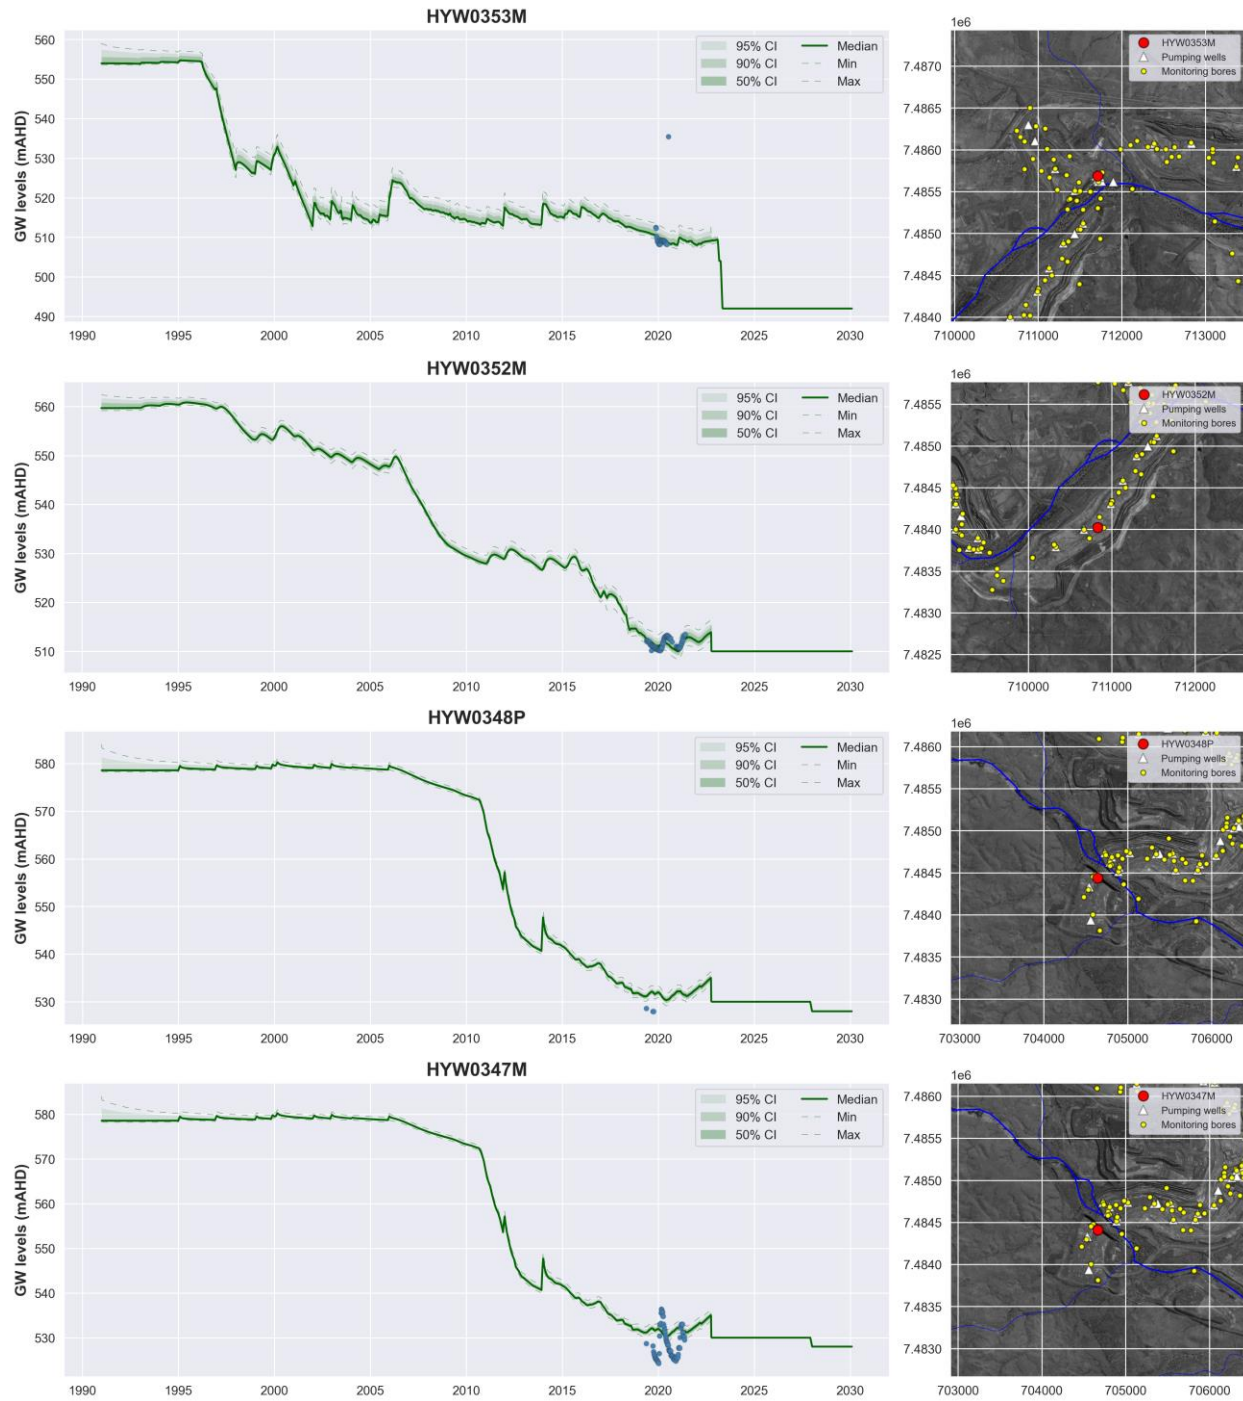 HYW0353M
GW levels (mAHD)
560
550
540
530
520
510
500
490
1990 1995 2000 2005 2010 2015 2020 2025 2030
95% CI Median
90% CI Min
50% CI Max
1e6
7.4870
7.4865
7.4860
7.4855
7.4850
7.4845
7.4840
710000 711000 712000 713000
HYW0353M
Pumping wells
Monitoring bores
HYW0352M
GW levels (mAHD)
560
550
540
530
520
510
1990 1995 2000 2005 2010 2015 2020 2025 2030
95% CI Median
90% CI Min
50% CI Max
1e6
7.4855
7.4850
7.4845
7.4840
7.4835
7.4830
7.4825
710000 711000 712000
HYW0352M
Pumping wells
Monitoring bores
HYW0348P
GW levels (mAHD)
580
570
560
550
540
530
1990 1995 2000 2005 2010 2015 2020 2025 2030
95% CI Median
90% CI Min
50% CI Max
1e6
7.4860
7.4855
7.4850
7.4845
7.4840
7.4835
7.4830
703000 704000 705000 706000
HYW0348P
Pumping wells
Monitoring bores
HYW0347M
GW levels (mAHD)
580
570
560
550
540
530
1990 1995 2000 2005 2010 2015 2020 2025 2030
95% CI Median
90% CI Min
50% CI Max
1e6
7.4860
7.4855
7.4850
7.4845
7.4840
7.4835
7.4830
703000 704000 705000 706000
HYW0347M
Pumping wells
Monitoring bores